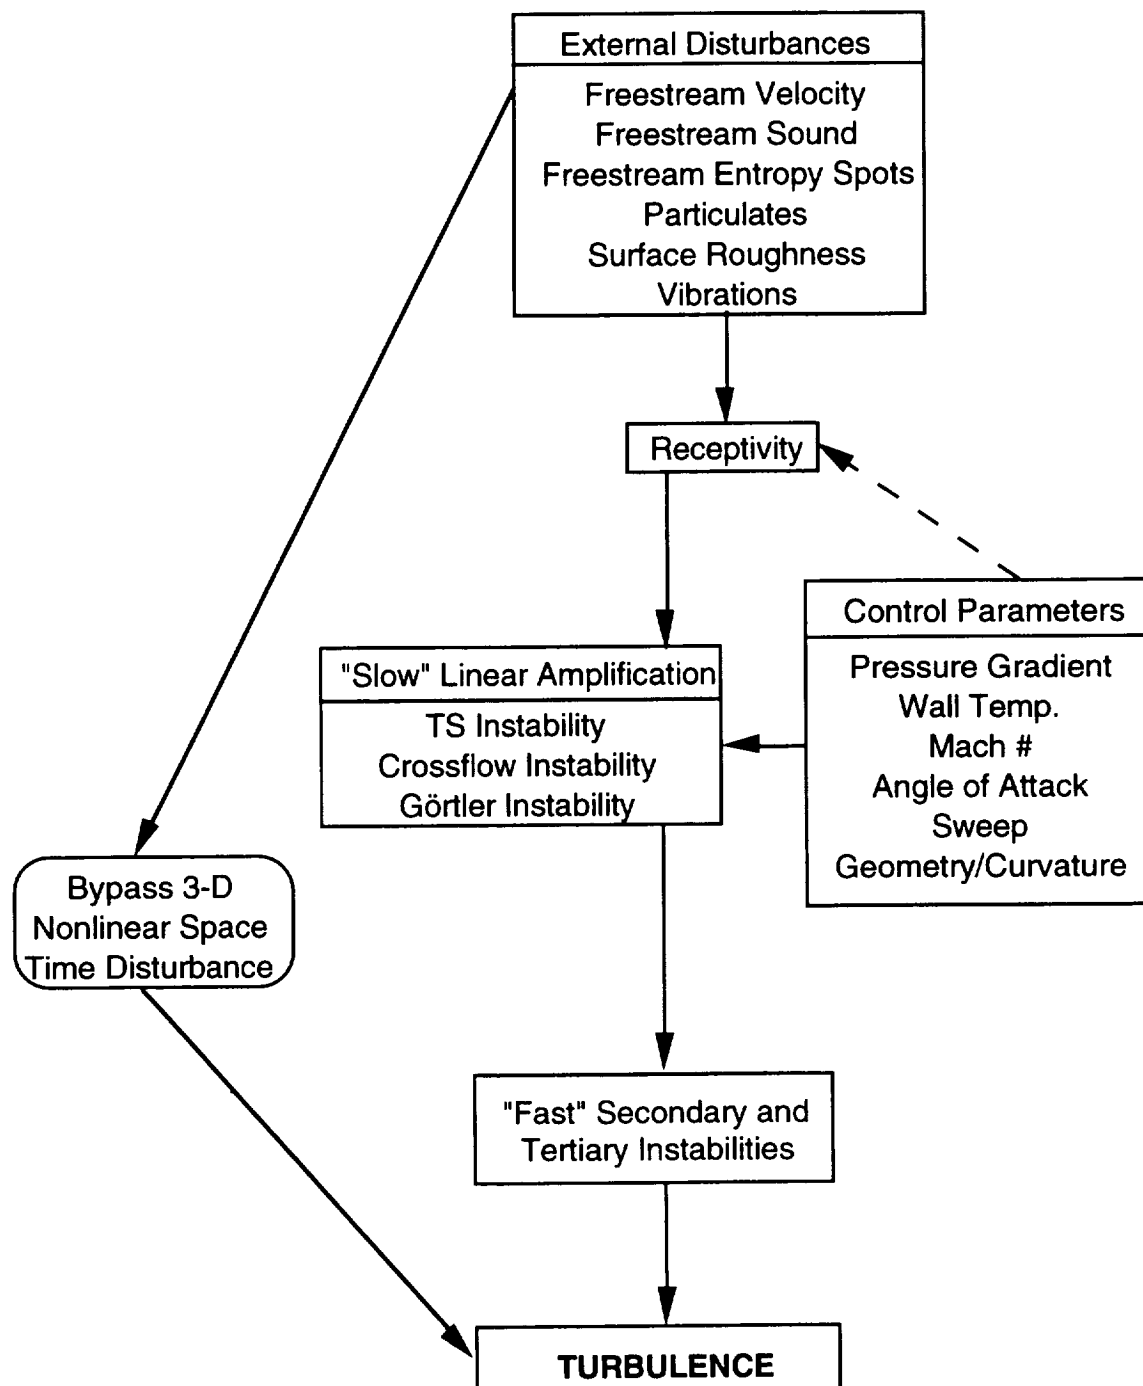 External Disturbances
Freestream Velocity
Freestream Sound
Freestream Entropy Spots
Particulates
Surface Roughness
Vibrations
Receptivity
Control Parameters
Pressure Gradient
Wall Temp.
Mach #
Angle of Attack
Sweep
Geometry/Curvature
"Slow" Linear Amplification
TS Instability
Crossflow Instability
Görtler Instability
Bypass 3-D
Nonlinear Space
Time Disturbance
"Fast" Secondary and
Tertiary Instabilities
TURBULENCE